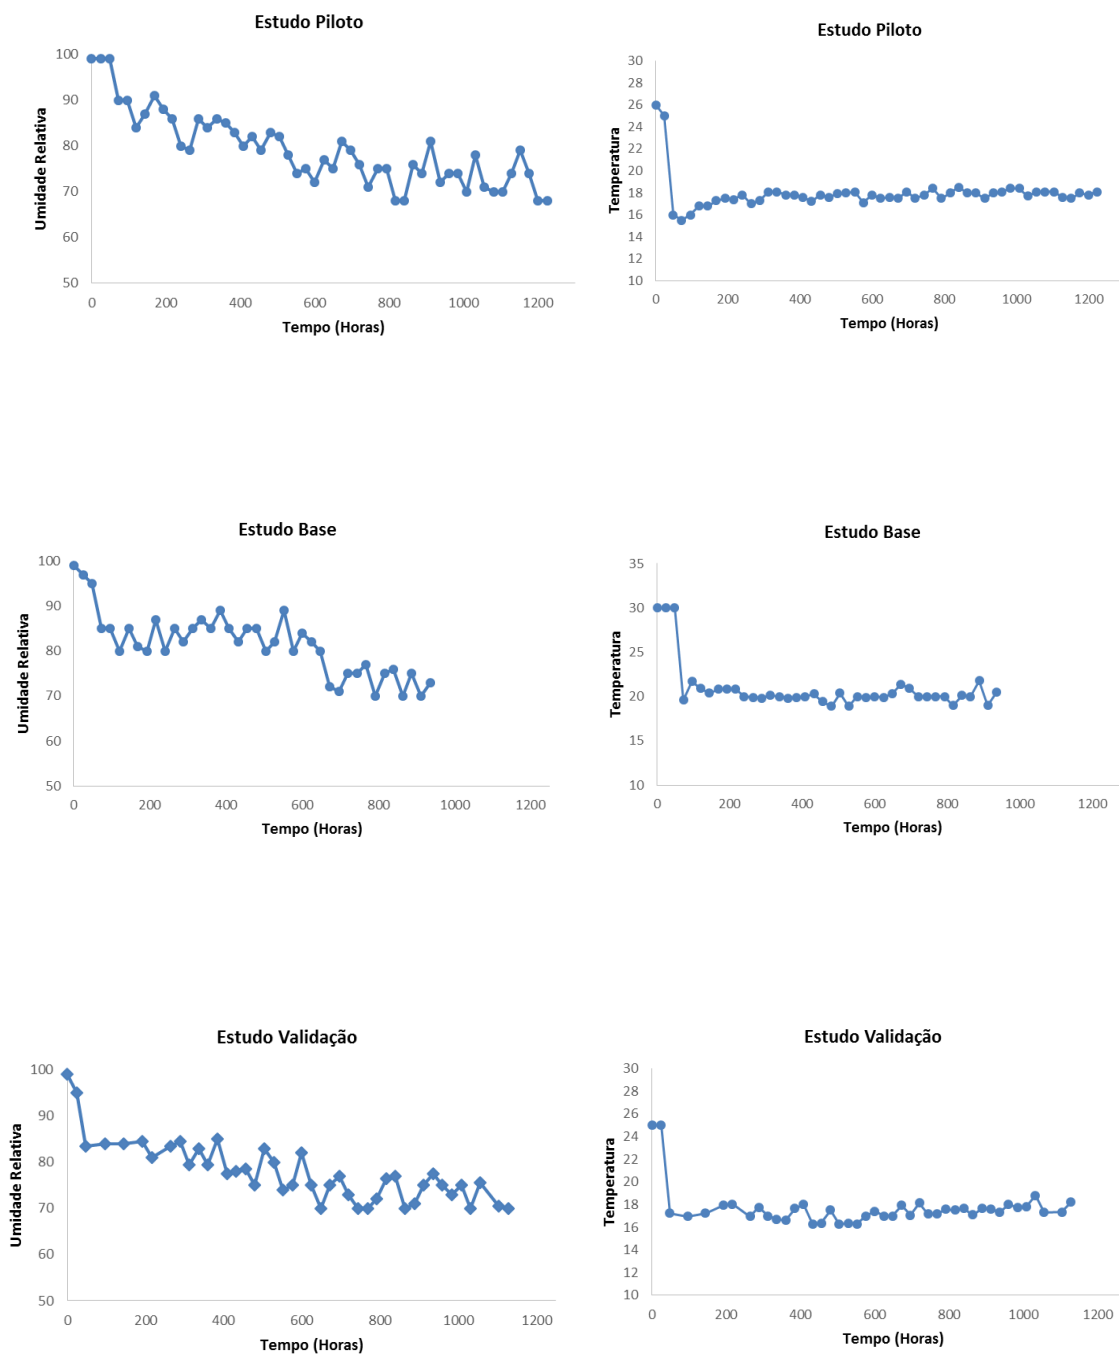 Estudo Piloto
100
90
80
70
60
50
Umidade Relativa
0 200 400 600 800 1000 1200
Tempo (Horas)
Estudo Piloto
30
28
26
24
22
20
18
16
14
12
10
Temperatura
0 200 400 600 800 1000 1200
Tempo (Horas)
Estudo Base
100
90
80
70
60
50
Umidade Relativa
0 200 400 600 800 1000 1200
Tempo (Horas)
Estudo Base
35
30
25
20
15
10
Temperatura
0 200 400 600 800 1000 1200
Tempo (Horas)
Estudo Validação
100
90
80
70
60
50
Umidade Relativa
0 200 400 600 800 1000 1200
Tempo (Horas)
Estudo Validação
30
28
26
24
22
20
18
16
14
12
10
Temperatura
0 200 400 600 800 1000 1200
Tempo (Horas)